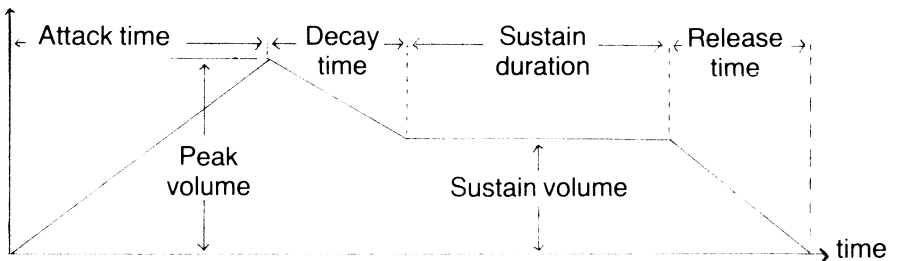 Attack time
Decay
time
Sustain
duration
Release
time
Peak
volume
Sustain volume
time